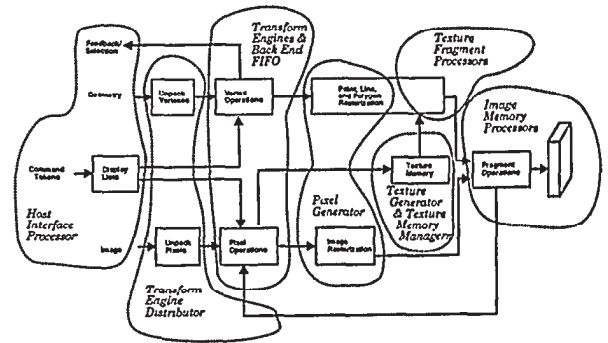 Feedback/
Selection
Transform
Engines &
Back End
FIFO
Texture
Fragment
Processors
Geometry
Unpack
Vertices
Vertex
Operations
Point, Line,
and Polygon
Rasterization
Image
Memory
Processors
Command
Tokens
Display
Lists
Texture
Memory
Fragment
Operations
Host
Interface
Processor
Pixel
Generator
Texture
Generator
& Texture
Memory
Managers
Image
Unpack
Pixels
Pixel
Operations
Image
Rasterization
Transform
Engine
Distributor